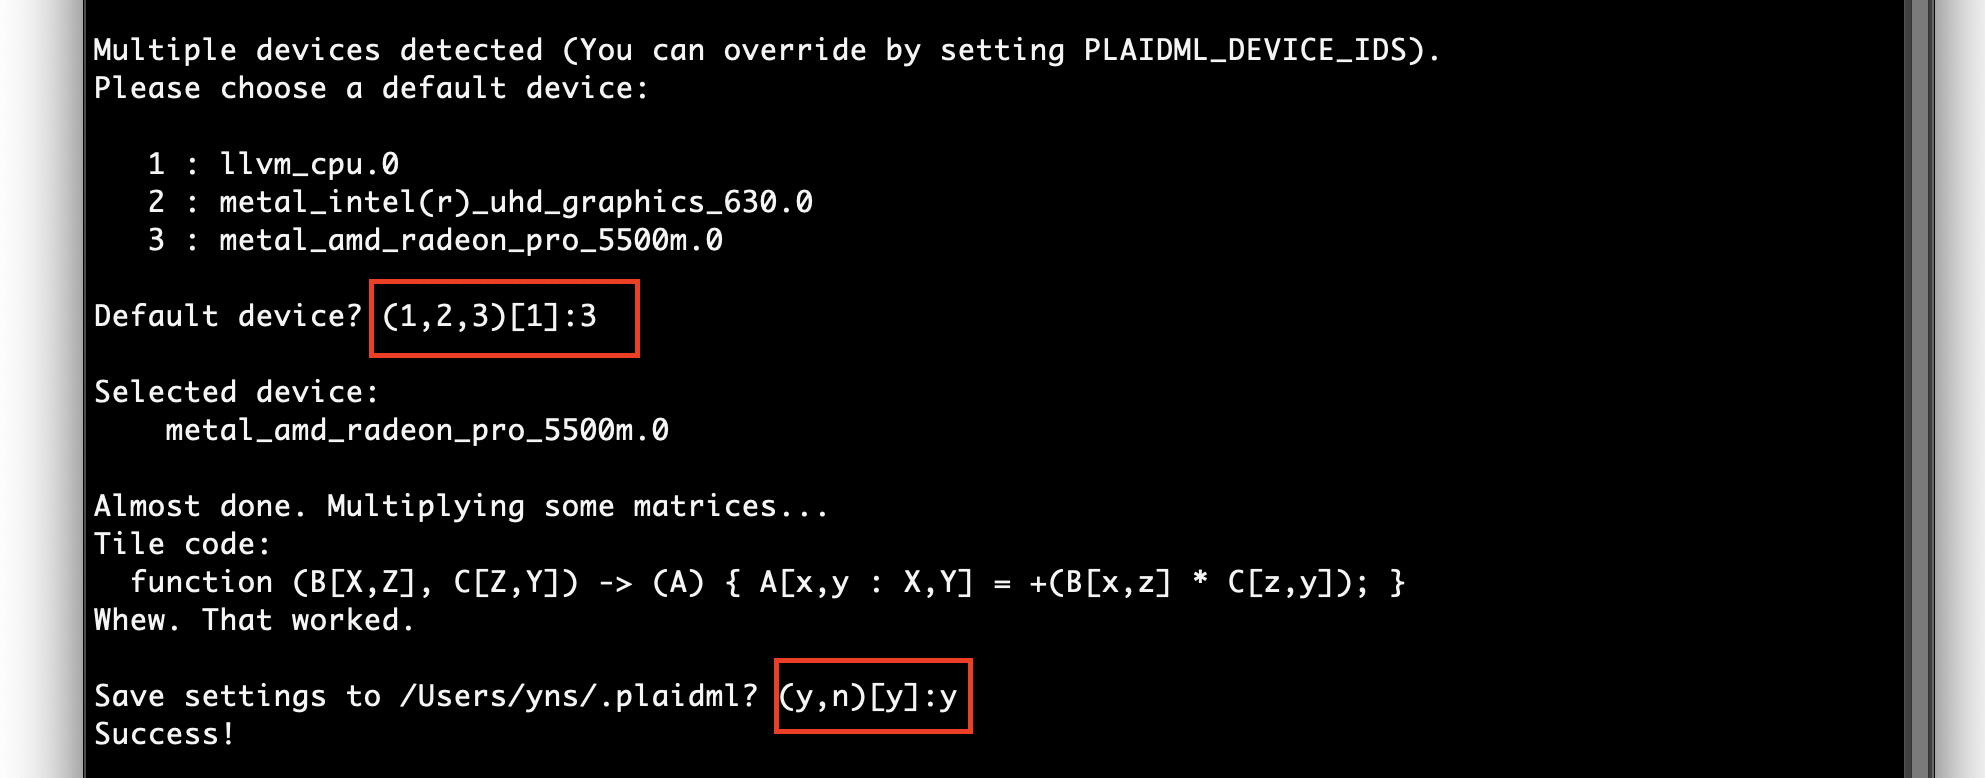 Multiple devices detected (You can override by setting PLAIDML_DEVICE_IDS).
Please choose a default device:
1 : llvm_cpu.0
2 : metal_intel(r)_uhd_graphics_630.0
3 : metal_amd_radeon_pro_5500m.0
Default device? (1,2,3)[1]:3
Selected device:
metal_amd_radeon_pro_5500m.0
Almost done. Multiplying some matrices...
Tile code:
function (B[X,Z], C[Z,Y]) -> (A) { A[x,y : X,Y] = +(B[x,z] * C[z,y]); }
Whew. That worked.
Save settings to /Users/yns/.plaidml? (y,n)[y]:y
Success!